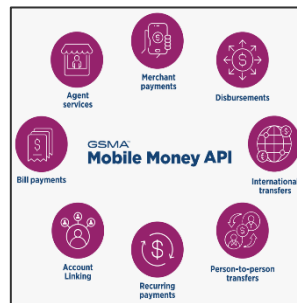 Merchant
payments
Agent
services
Disbursements
GSMA™
Mobile Money API
Bill payments
International
transfers
Account
Linking
Recurring
payments
Person-to-person
transfers